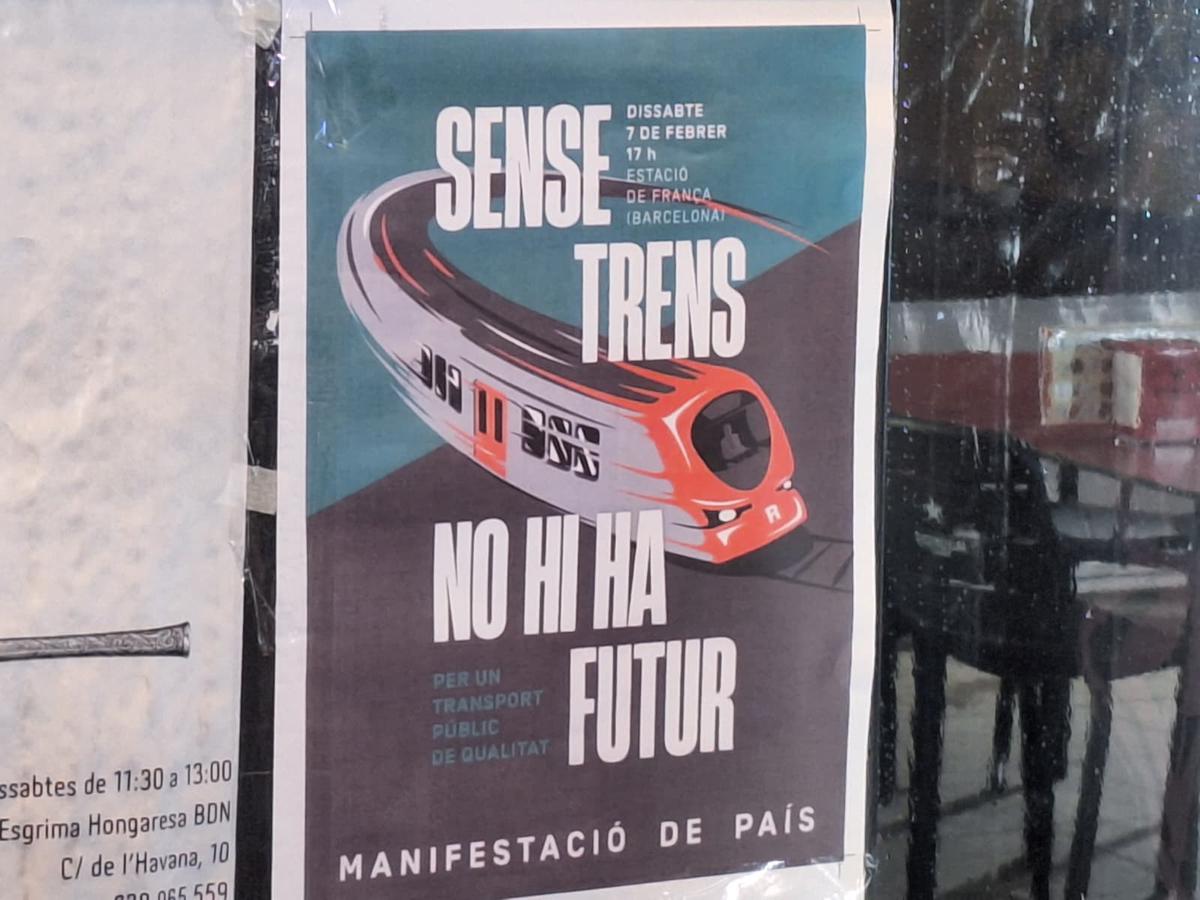 SENSE
TRENS
DISSABTE
7 DE FEBRER
17 h
ESTACIÓ
DE FRANÇA
(BARCELONA)
R
NO HI HA
FUTUR
PER UN
TRANSPORT
PÚBLIC
DE QUALITAT
MANIFESTACIÓ DE PAÍS
de 11:30 a 13:00
Esgrima Hongaresa BDN
C/ de l'Havana, 10